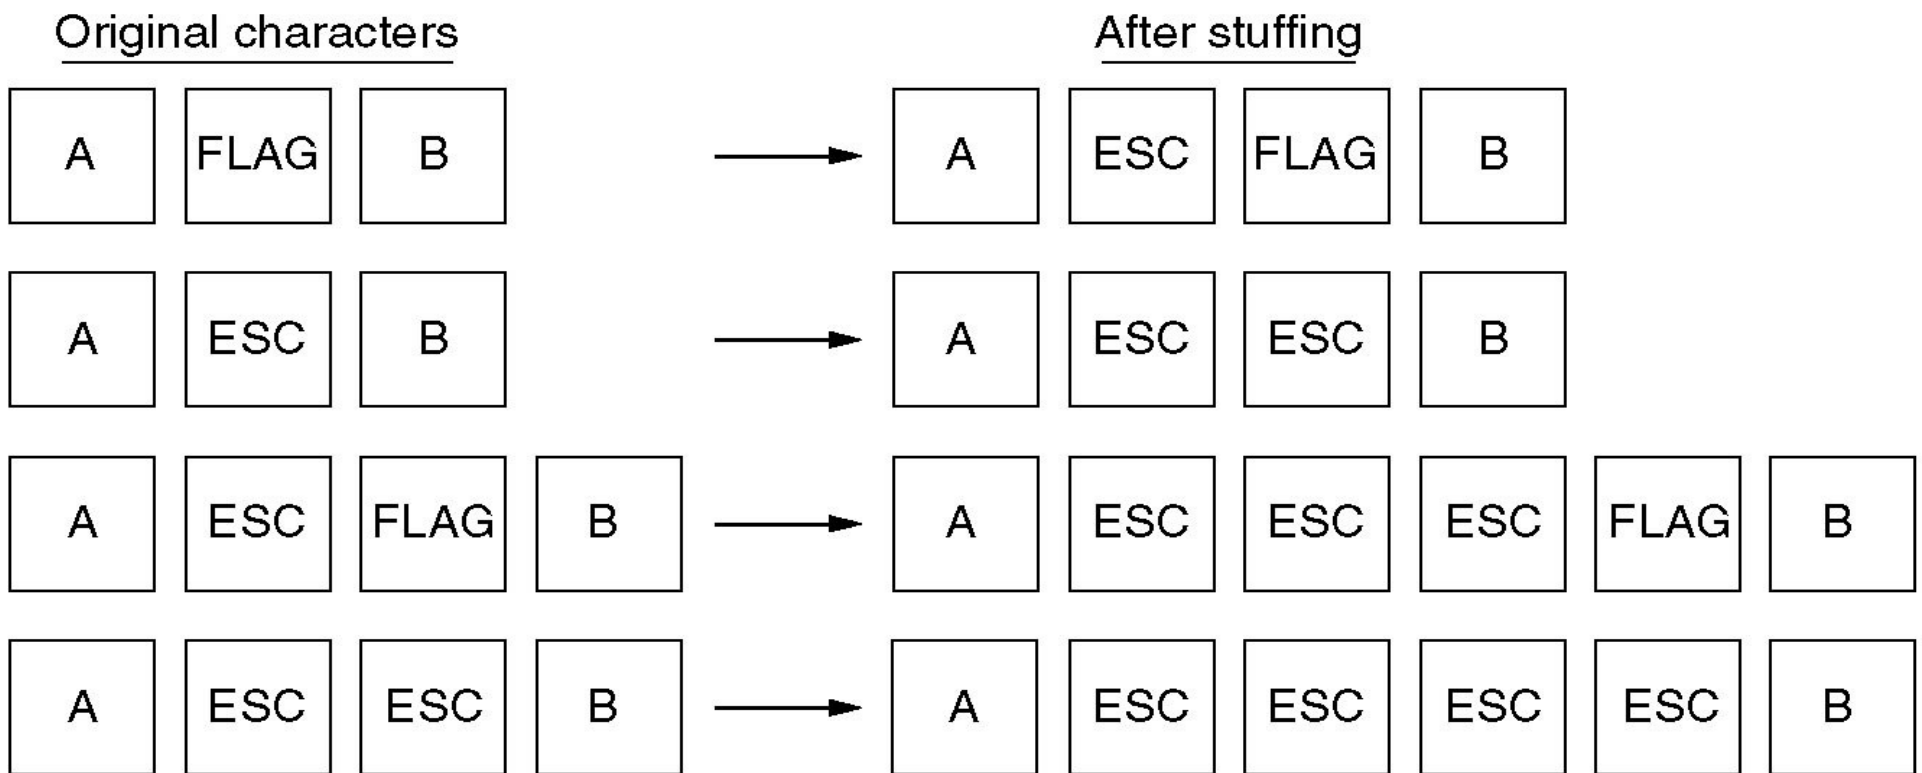 Original characters After stuffing
A FLAG B A ESC FLAG B
A ESC B A ESC ESC B
A ESC FLAG B A ESC ESC ESC FLAG B
A ESC ESC B A ESC ESC ESC ESC B